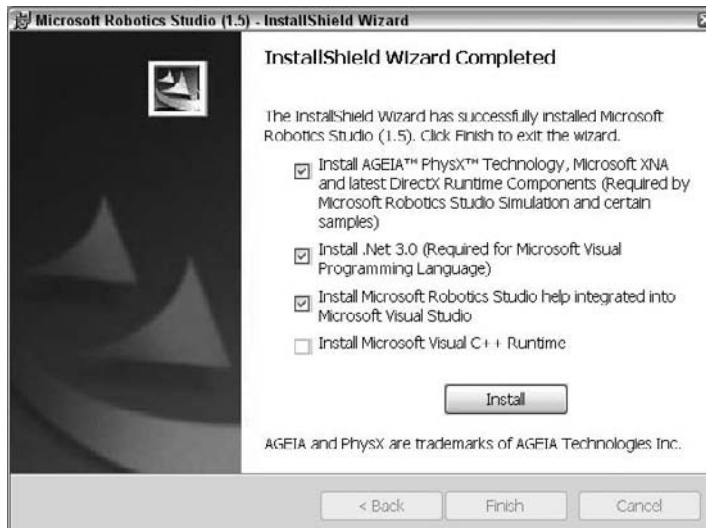 Microsoft Robotics Studio (1.5) - InstallShield Wizard
InstallShield Wizard Completed
The InstallShield Wizard has successfully installed Microsoft
Robotics Studio (1.5). Click Finish to exit the wizard.
Install AGEIA™ PhysX™ Technology, Microsoft XNA
and latest DirectX Runtime Components (Required by
Microsoft Robotics Studio Simulation and certain
samples)
Install .Net 3.0 (Required for Microsoft Visual
Programming Language)
Install Microsoft Robotics Studio help integrated into
Microsoft Visual Studio
Install Microsoft Visual C++ Runtime
Install
AGEIA and PhysX are trademarks of AGEIA Technologies Inc.
< Back
Finish
Cancel